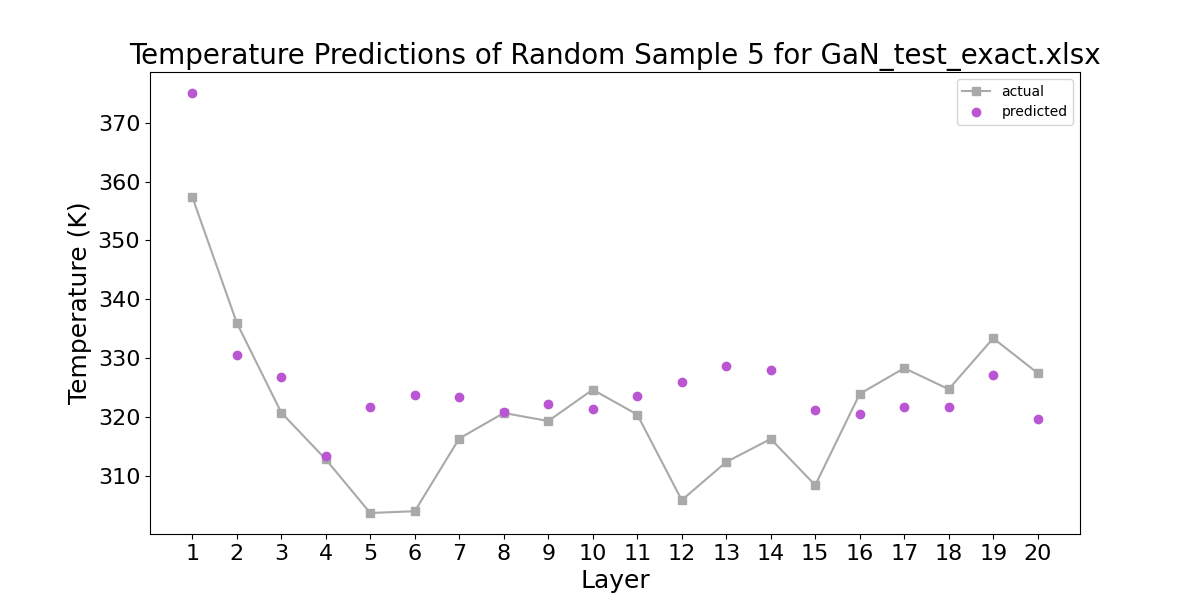 Temperature Predictions of Random Sample 5 for GaN_test_exact.xlsx
actual
predicted
Temperature (K)
370
360
350
340
330
320
310
1 2 3 4 5 6 7 8 9 10 11 12 13 14 15 16 17 18 19 20
Layer